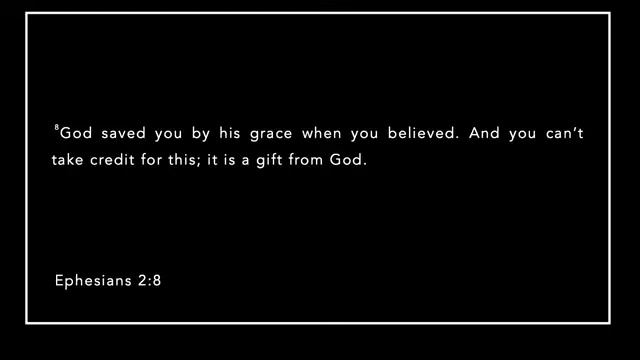 ⁸God saved you by his grace when you believed. And you can’t
take credit for this; it is a gift from God.
Ephesians 2:8